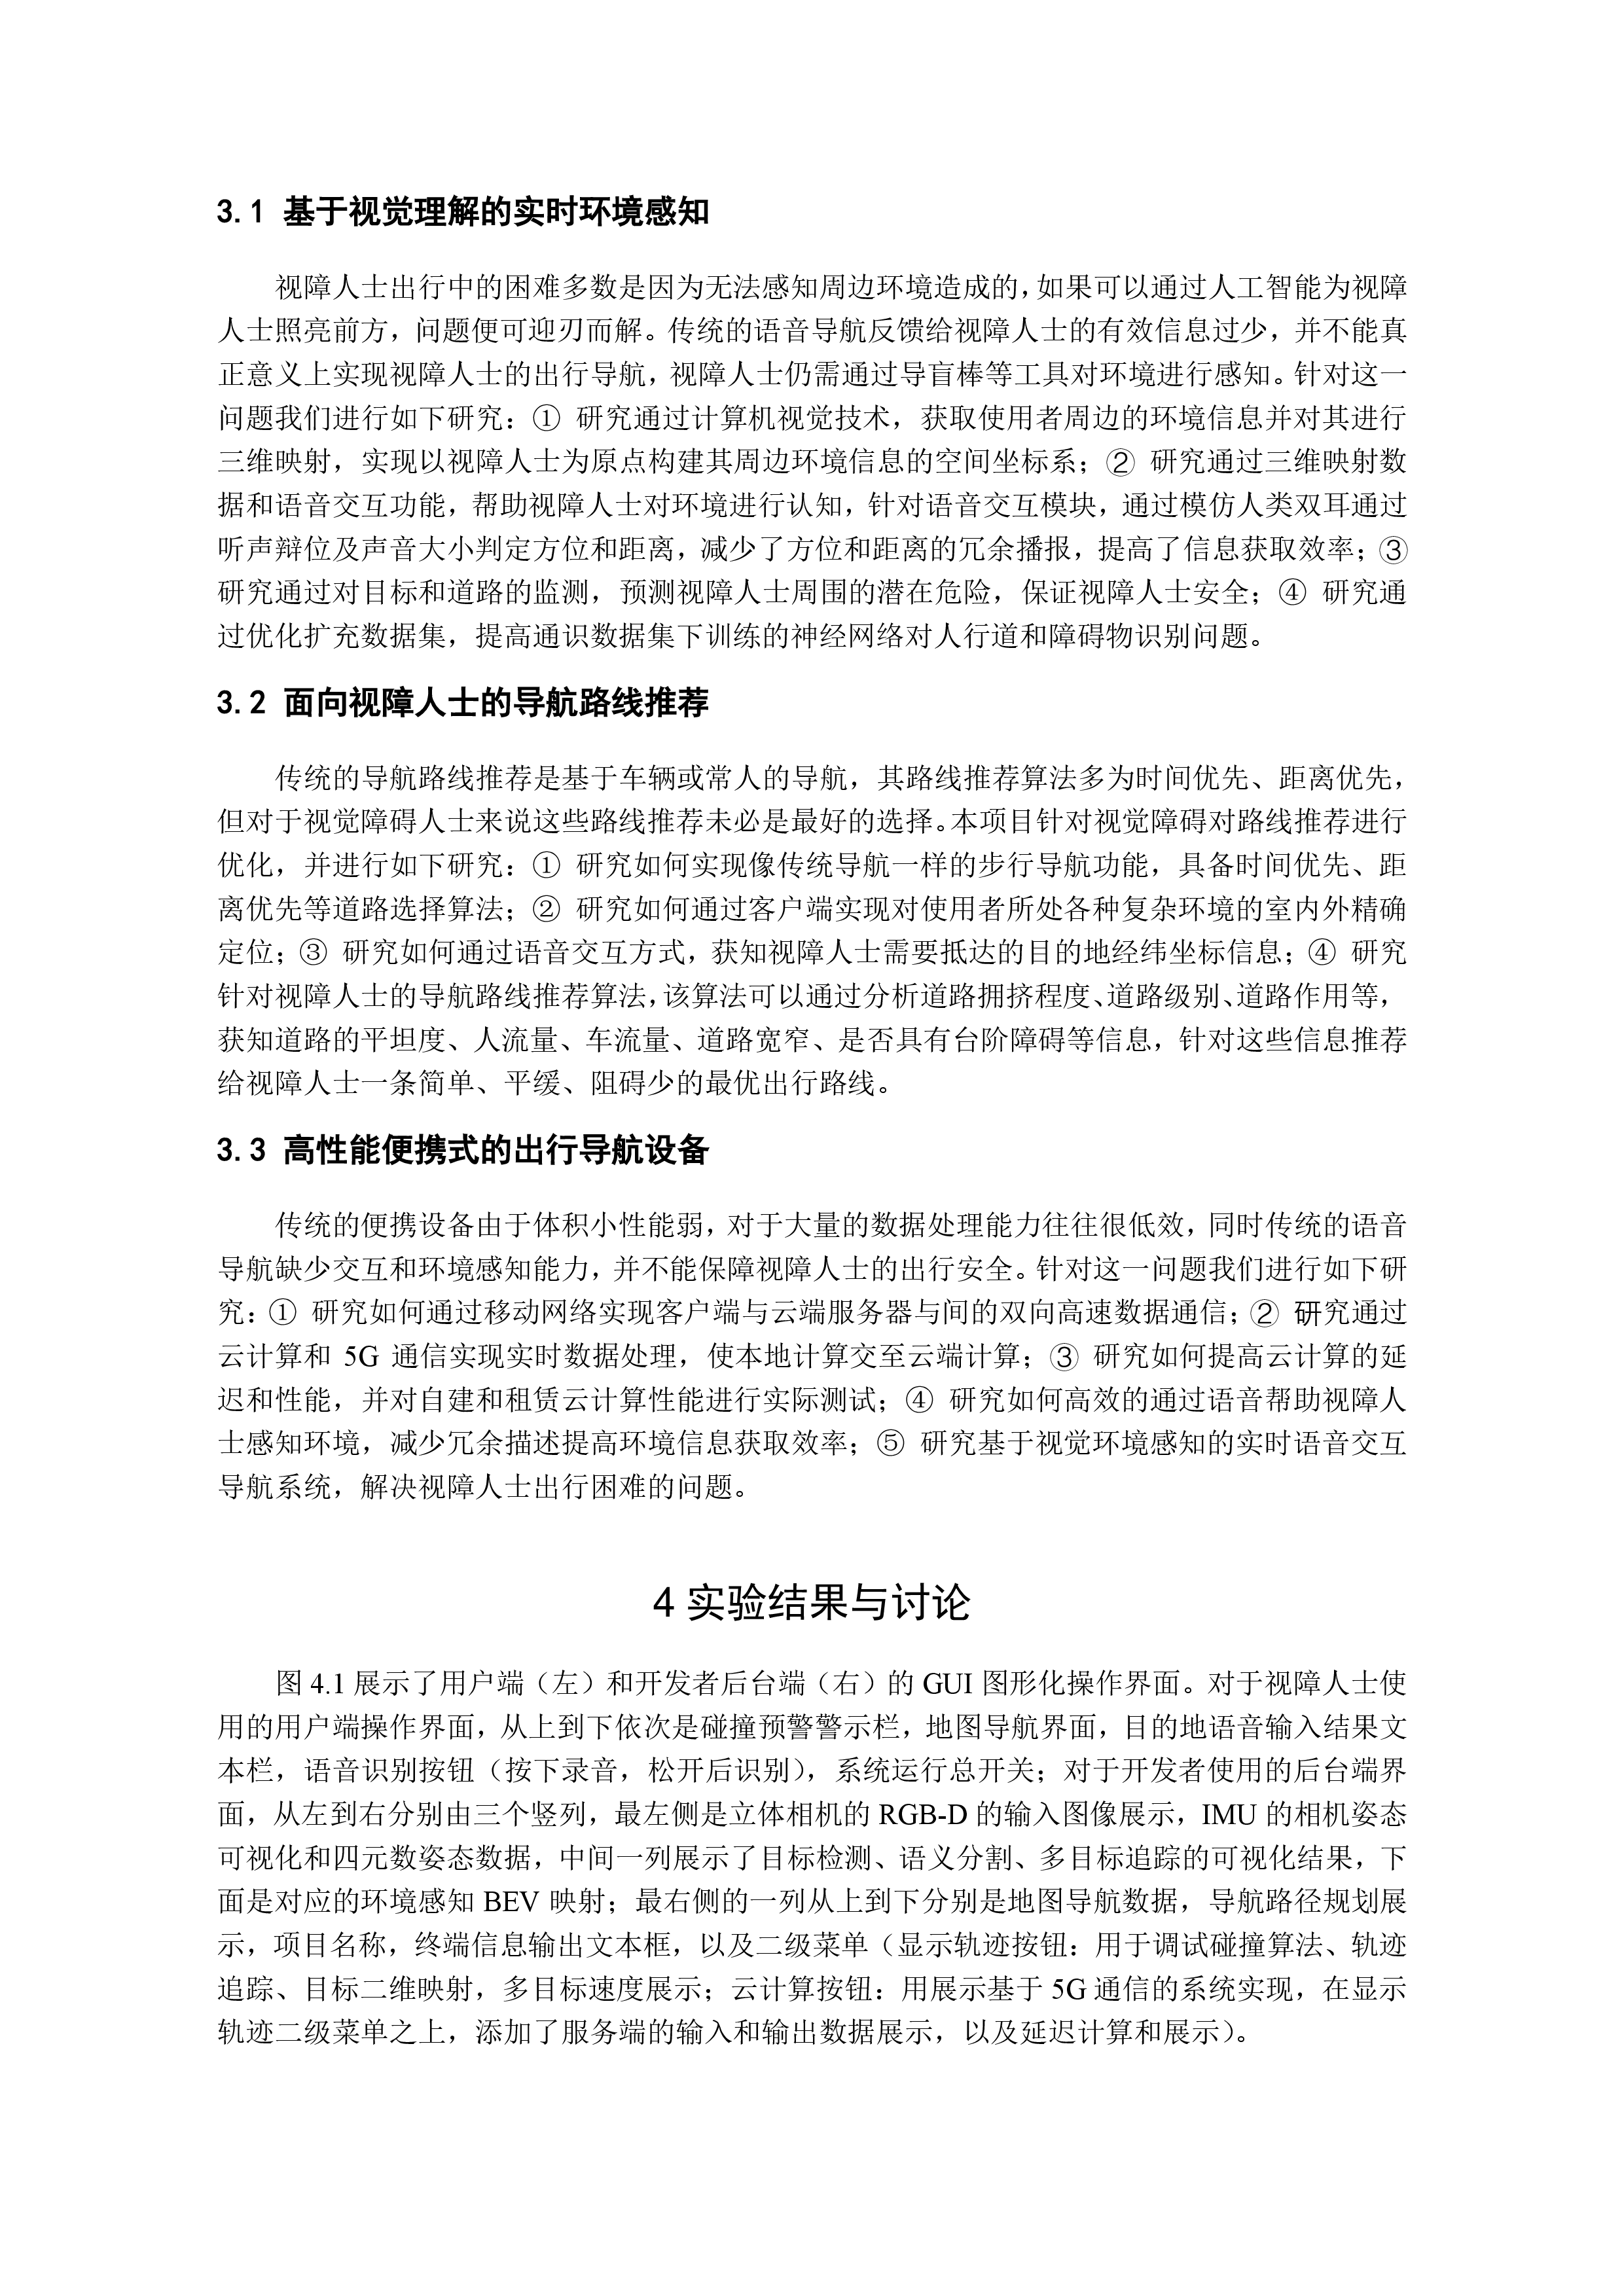 3.1 基于视觉理解的实时环境感知
视障人士出行中的困难多数是因为无法感知周边环境造成的，如果可以通过人工智能为视障
人士照亮前方，问题便可迎刃而解。传统的语音导航反馈给视障人士的有效信息过少，并不能真
正意义上实现视障人士的出行导航，视障人士仍需通过导盲棒等工具对环境进行感知。针对这一
问题我们进行如下研究：① 研究通过计算机视觉技术，获取使用者周边的环境信息并对其进行
三维映射，实现以视障人士为原点构建其周边环境信息的空间坐标系；② 研究通过三维映射数
据和语音交互功能，帮助视障人士对环境进行认知，针对语音交互模块，通过模仿人类双耳通过
听声辩位及声音大小判定方位和距离，减少了方位和距离的冗余播报，提高了信息获取效率；③
研究通过对目标和道路的监测，预测视障人士周围的潜在危险，保证视障人士安全；④ 研究通
过优化扩充数据集，提高通识数据集下训练的神经网络对人行道和障碍物识别问题。
3.2 面向视障人士的导航路线推荐
传统的导航路线推荐是基于车辆或常人的导航，其路线推荐算法多为时间优先、距离优先，
但对于视觉障碍人士来说这些路线推荐未必是最好的选择。本项目针对视觉障碍对路线推荐进行
优化，并进行如下研究：① 研究如何实现像传统导航一样的步行导航功能，具备时间优先、距
离优先等道路选择算法；② 研究如何通过客户端实现对使用者所处各种复杂环境的室内外精确
定位；③ 研究如何通过语音交互方式，获知视障人士需要抵达的目的地经纬坐标信息；④ 研究
针对视障人士的导航路线推荐算法，该算法可以通过分析道路拥挤程度、道路级别、道路作用等，
获知道路的平坦度、人流量、车流量、道路宽窄、是否具有台阶障碍等信息，针对这些信息推荐
给视障人士一条简单、平缓、阻碍少的最优出行路线。
3.3 高性能便携式的出行导航设备
传统的便携设备由于体积小性能弱，对于大量的数据处理能力往往很低效，同时传统的语音
导航缺少交互和环境感知能力，并不能保障视障人士的出行安全。针对这一问题我们进行如下研
究：① 研究如何通过移动网络实现客户端与云端服务器与间的双向高速数据通信；② 研究通过
云计算和 5G 通信实现实时数据处理，使本地计算交至云端计算；③ 研究如何提高云计算的延
迟和性能，并对自建和租赁云计算性能进行实际测试；④ 研究如何高效的通过语音帮助视障人
士感知环境，减少冗余描述提高环境信息获取效率；⑤ 研究基于视觉环境感知的实时语音交互
导航系统，解决视障人士出行困难的问题。
4 实验结果与讨论
图 4.1 展示了用户端（左）和开发者后台端（右）的 GUI 图形化操作界面。对于视障人士使
用的用户端操作界面，从上到下依次是碰撞预警警示栏，地图导航界面，目的地语音输入结果文
本栏，语音识别按钮（按下录音，松开后识别），系统运行总开关；对于开发者使用的后台端界
面，从左到右分别由三个竖列，最左侧是立体相机的 RGB-D 的输入图像展示，IMU 的相机姿态
可视化和四元数姿态数据，中间一列展示了目标检测、语义分割、多目标追踪的可视化结果，下
面是对应的环境感知 BEV 映射；最右侧的一列从上到下分别是地图导航数据，导航路径规划展
示，项目名称，终端信息输出文本框，以及二级菜单（显示轨迹按钮：用于调试碰撞算法、轨迹
追踪、目标二维映射，多目标速度展示；云计算按钮：用展示基于 5G 通信的系统实现，在显示
轨迹二级菜单之上，添加了服务端的输入和输出数据展示，以及延迟计算和展示）。